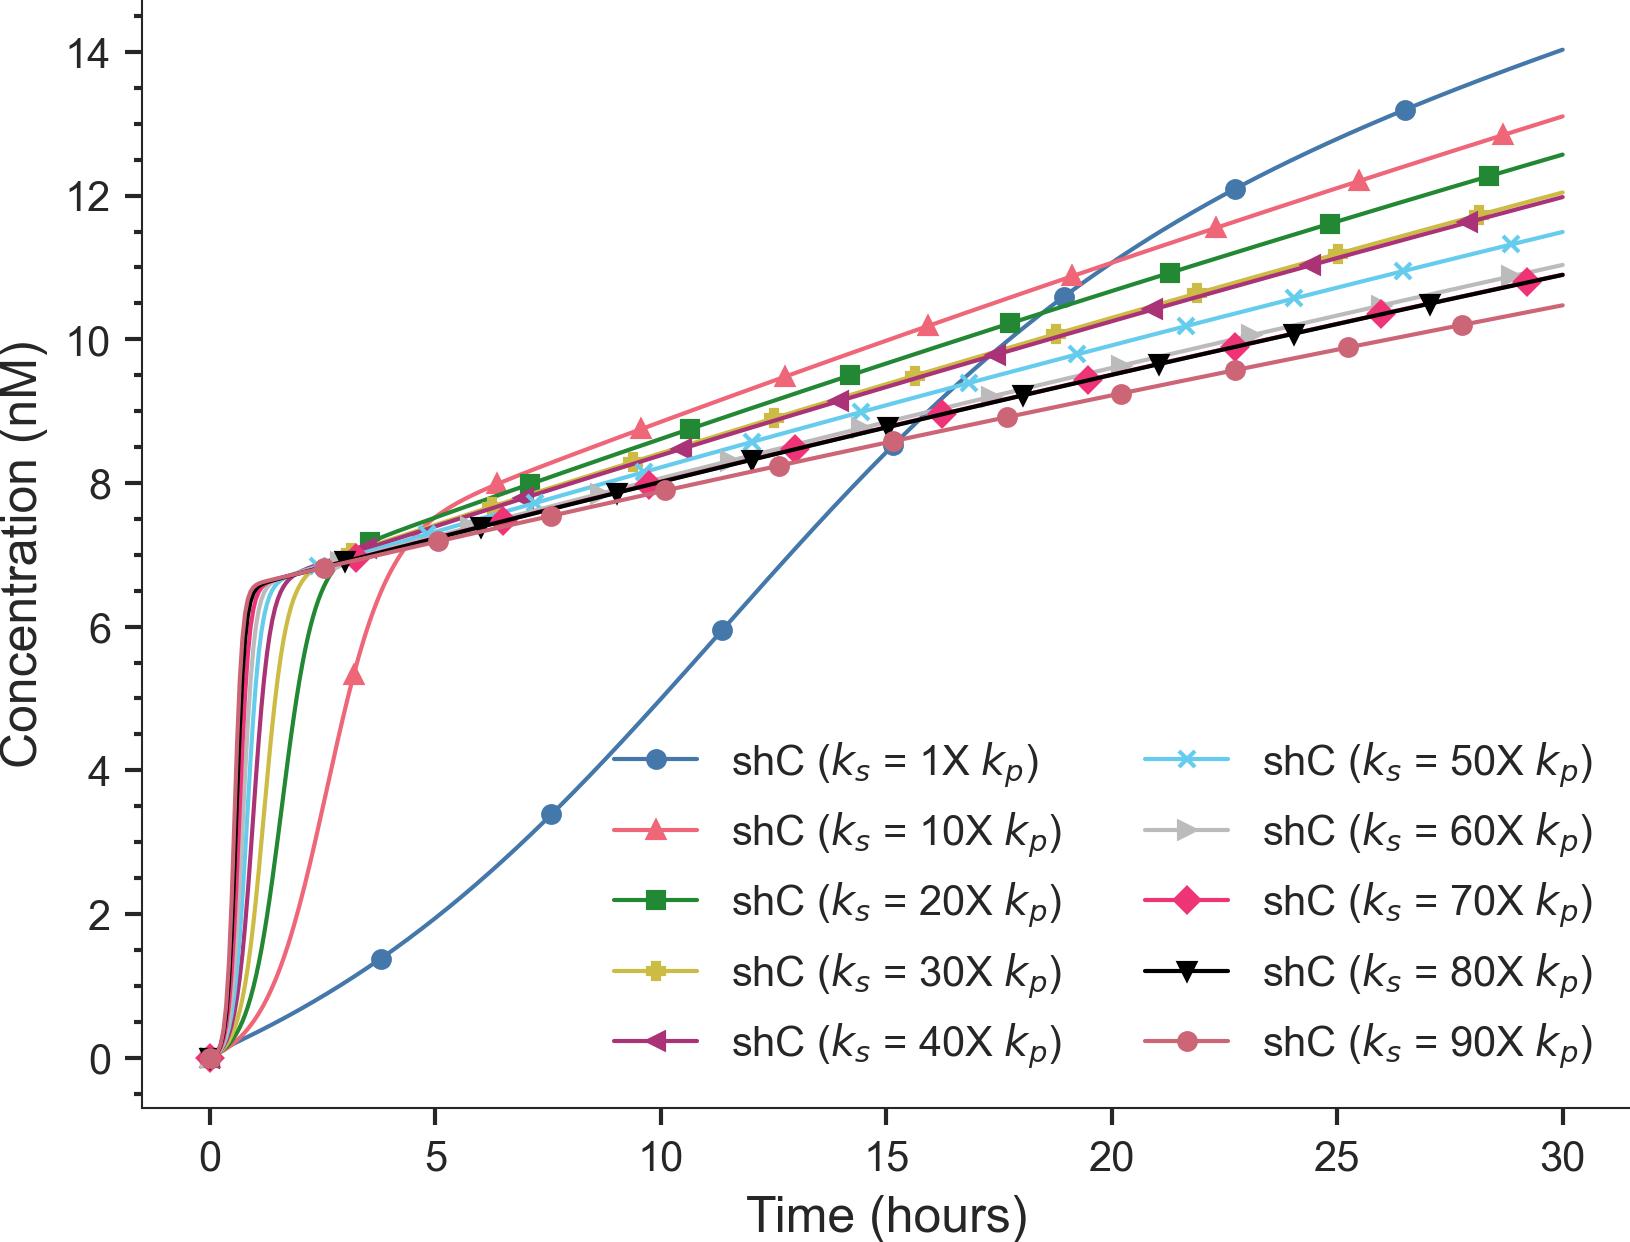 14
12
10
8
6
4
2
0
Concentration (nM)
shC (ks = 1X kp)
shC (ks = 10X kp)
shC (ks = 20X kp)
shC (ks = 30X kp)
shC (ks = 40X kp)
shC (ks = 50X kp)
shC (ks = 60X kp)
shC (ks = 70X kp)
shC (ks = 80X kp)
shC (ks = 90X kp)
0 5 10 15 20 25 30
Time (hours)